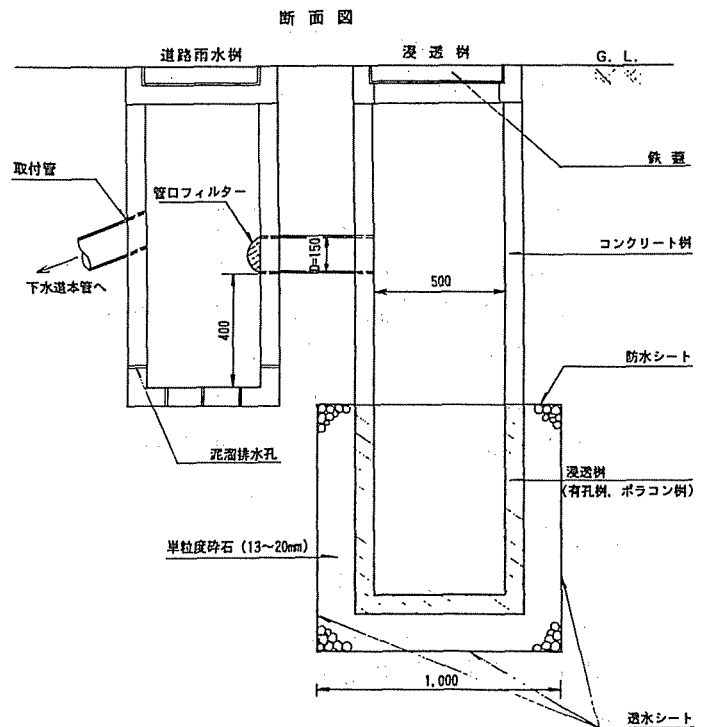 断面図
道路雨水桝
浸透桝
G. L.
鉄蓋
取付管
管口フィルター
コンクリート桝
D=150
下水道本管へ
500
400
防水シート
泥溜排水孔
浸透桝
(有孔桝、ポラコン桝)
単粒度砕石 (13～20mm)
1,000
透水シート